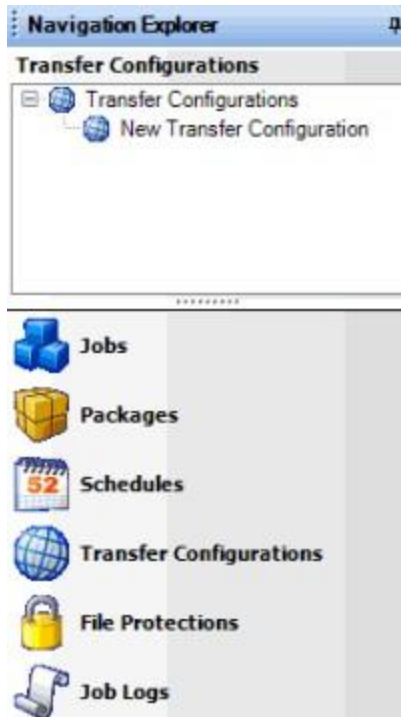 Navigation Explorer
Transfer Configurations
Transfer Configurations
New Transfer Configuration
Jobs
Packages
52
Schedules
Transfer Configurations
File Protections
Job Logs